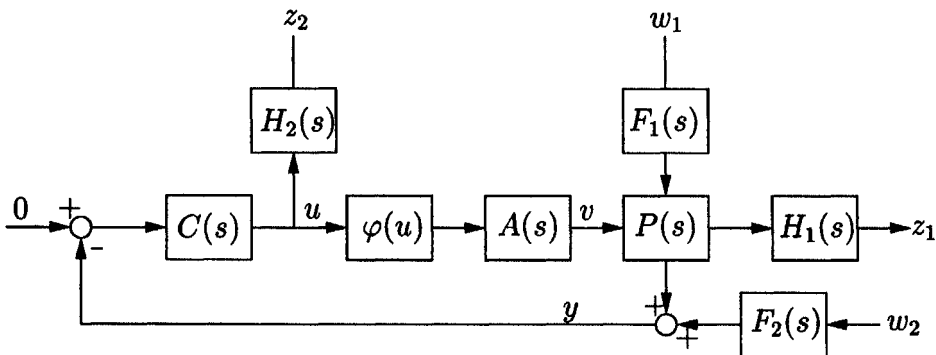 z₂ w₁
H₂(s) F₁(s)
0 + C(s) u φ(u) A(s) v P(s) H₁(s) z₁
-
y + + F₂(s) w₂